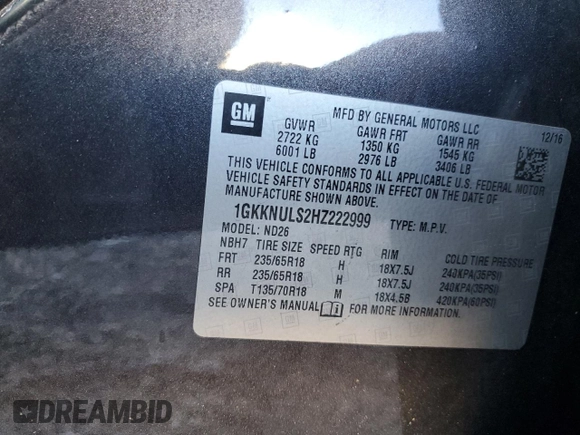 GM
MFD BY GENERAL MOTORS LLC
12/16
GVWR GAWR FRT GAWR RR
2722 KG 1350 KG 1545 KG
6001 LB 2976 LB 3406 LB
THIS VEHICLE CONFORMS TO ALL APPLICABLE U.S. FEDERAL MOTOR
VEHICLE SAFETY STANDARDS IN EFFECT ON THE DATE OF
MANUFACTURE SHOWN ABOVE.
1GKKNULS2HZ222999 TYPE: M.P.V.
MODEL: ND26
NBH7 TIRE SIZE SPEED RTG RIM COLD TIRE PRESSURE
FRT 235/65R18 H 18X7.5J 240KPA(35PSI)
RR 235/65R18 H 18X7.5J 240KPA(35PSI)
SPA T135/70R18 M 18X4.5B 420KPA(60PSI)
SEE OWNER'S MANUAL FOR MORE INFORMATION.
DREAMBID